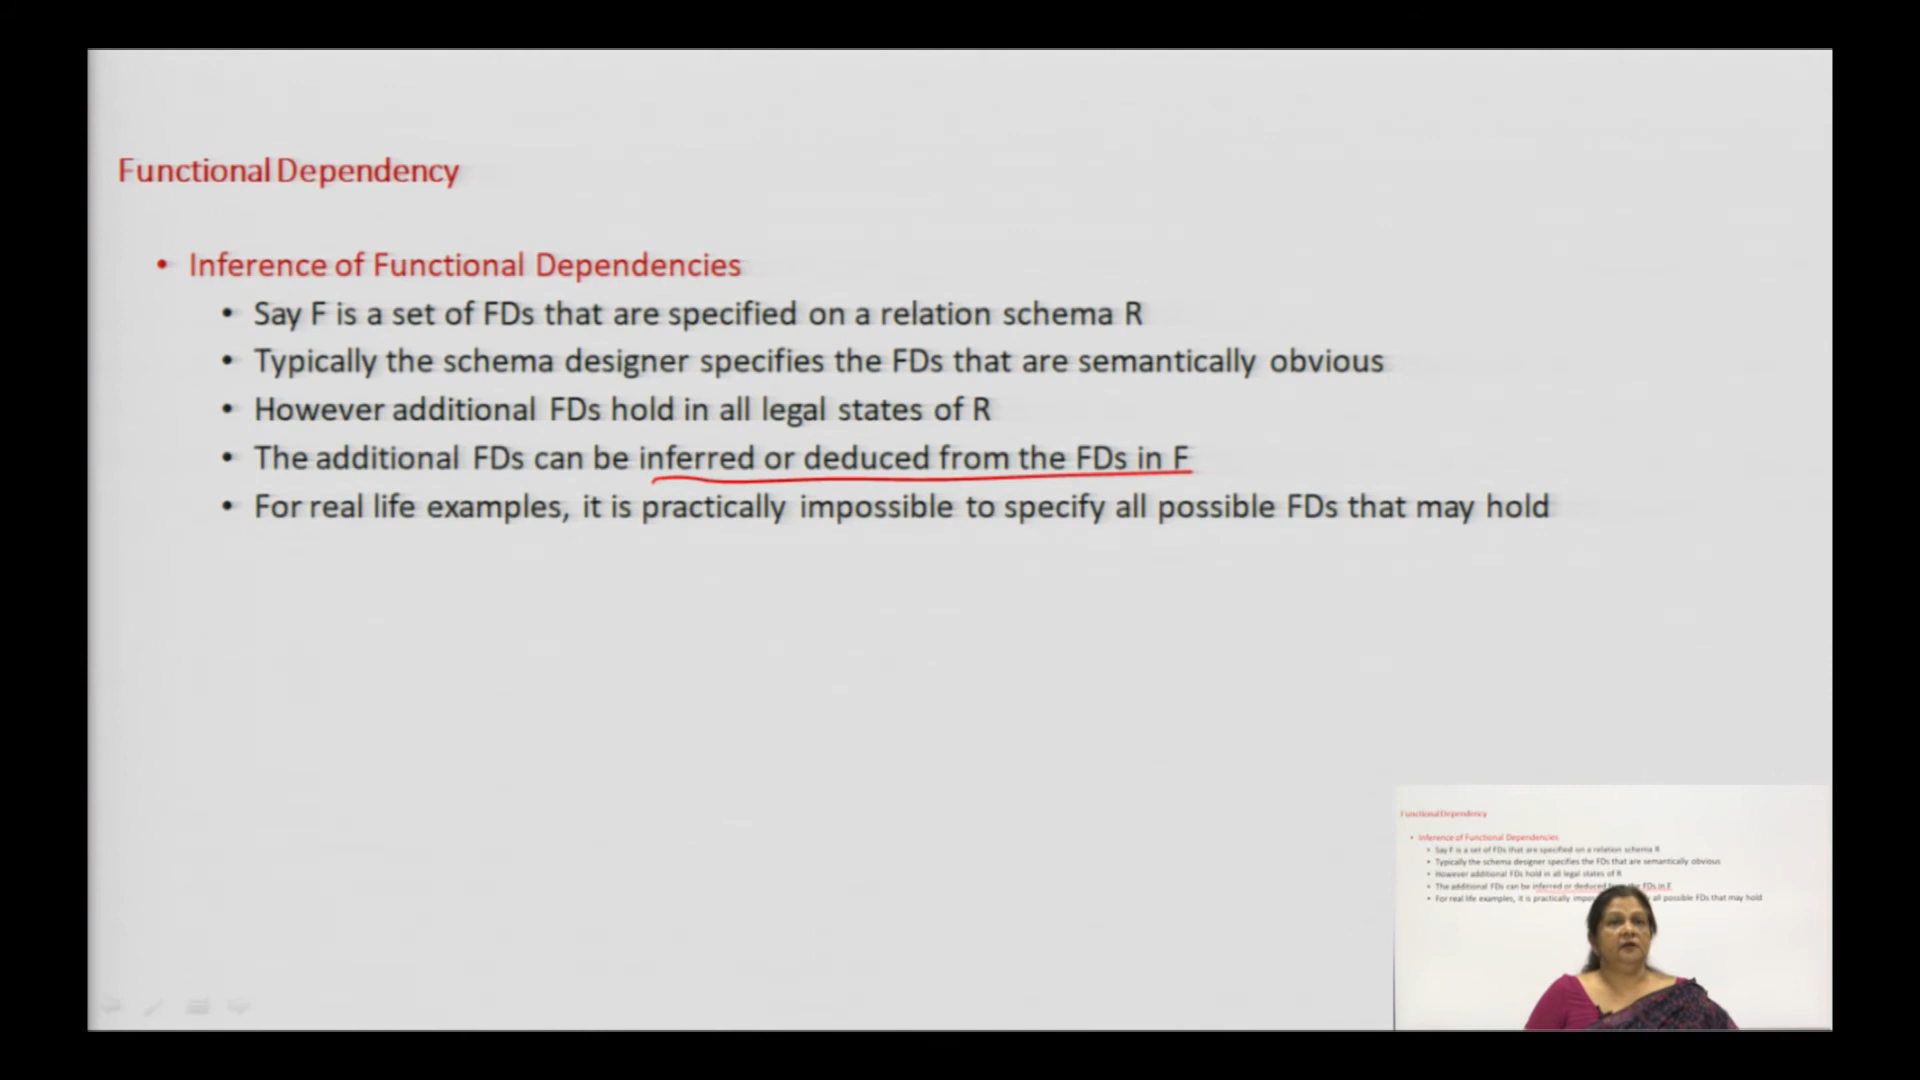 Functional Dependency
• Inference of Functional Dependencies
• Say F is a set of FDs that are specified on a relation schema R
• Typically the schema designer specifies the FDs that are semantically obvious
• However additional FDs hold in all legal states of R
• The additional FDs can be inferred or deduced from the FDs in F
• For real life examples, it is practically impossible to specify all possible FDs that may hold
Functional Dependency
• Inference of Functional Dependencies
• Say F is a set of FDs that are specified on a relation schema R
• Typically the schema designer specifies the FDs that are semantically obvious
• However additional FDs hold in all legal states of R
• The additional FDs can be inferred or deduced the FDs in F
• For real life examples, it is practically all possible FDs that may hold